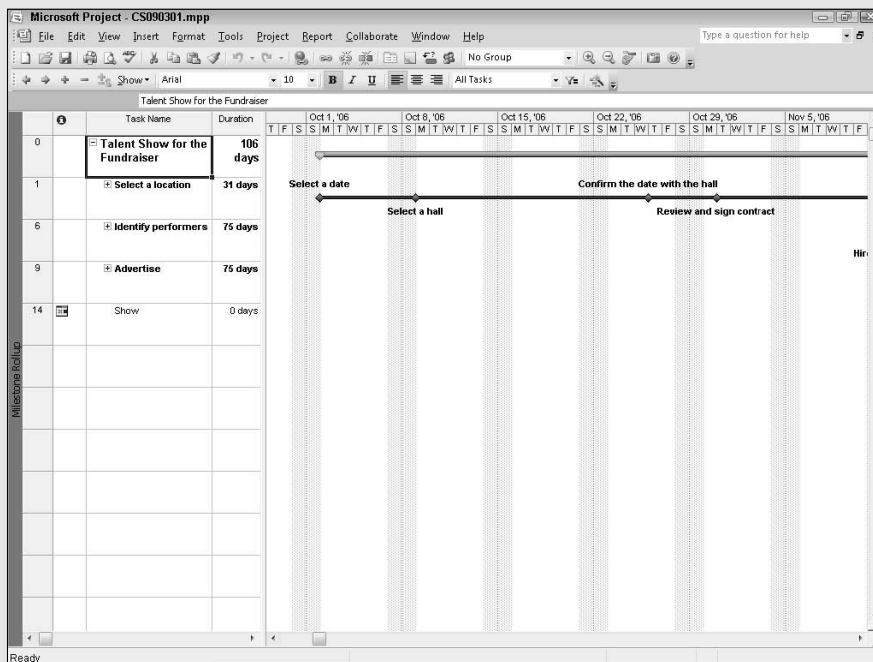 Microsoft Project - CS090301.mpp
File Edit View Insert Format Tools Project Report Collaborate Window Help
Type a question for help
No Group
Show Arial 10 B I U All Tasks
Talent Show for the Fundraiser
Task Name Duration
Oct 1, '06 Oct 8, '06 Oct 15, '06 Oct 22, '06 Oct 29, '06 Nov 5, '06
T F S S M T W T F S S M T W T F S S M T W T F S S M T W T F S S M T W T F S S M T W T F
0 Talent Show for the Fundraiser 106 days
1 Select a location 31 days
Select a date Confirm the date with the hall
Select a hall Review and sign contract
6 Identify performers 75 days
Hir
9 Advertise 75 days
14 Show 0 days
Milestone Rollup
Ready